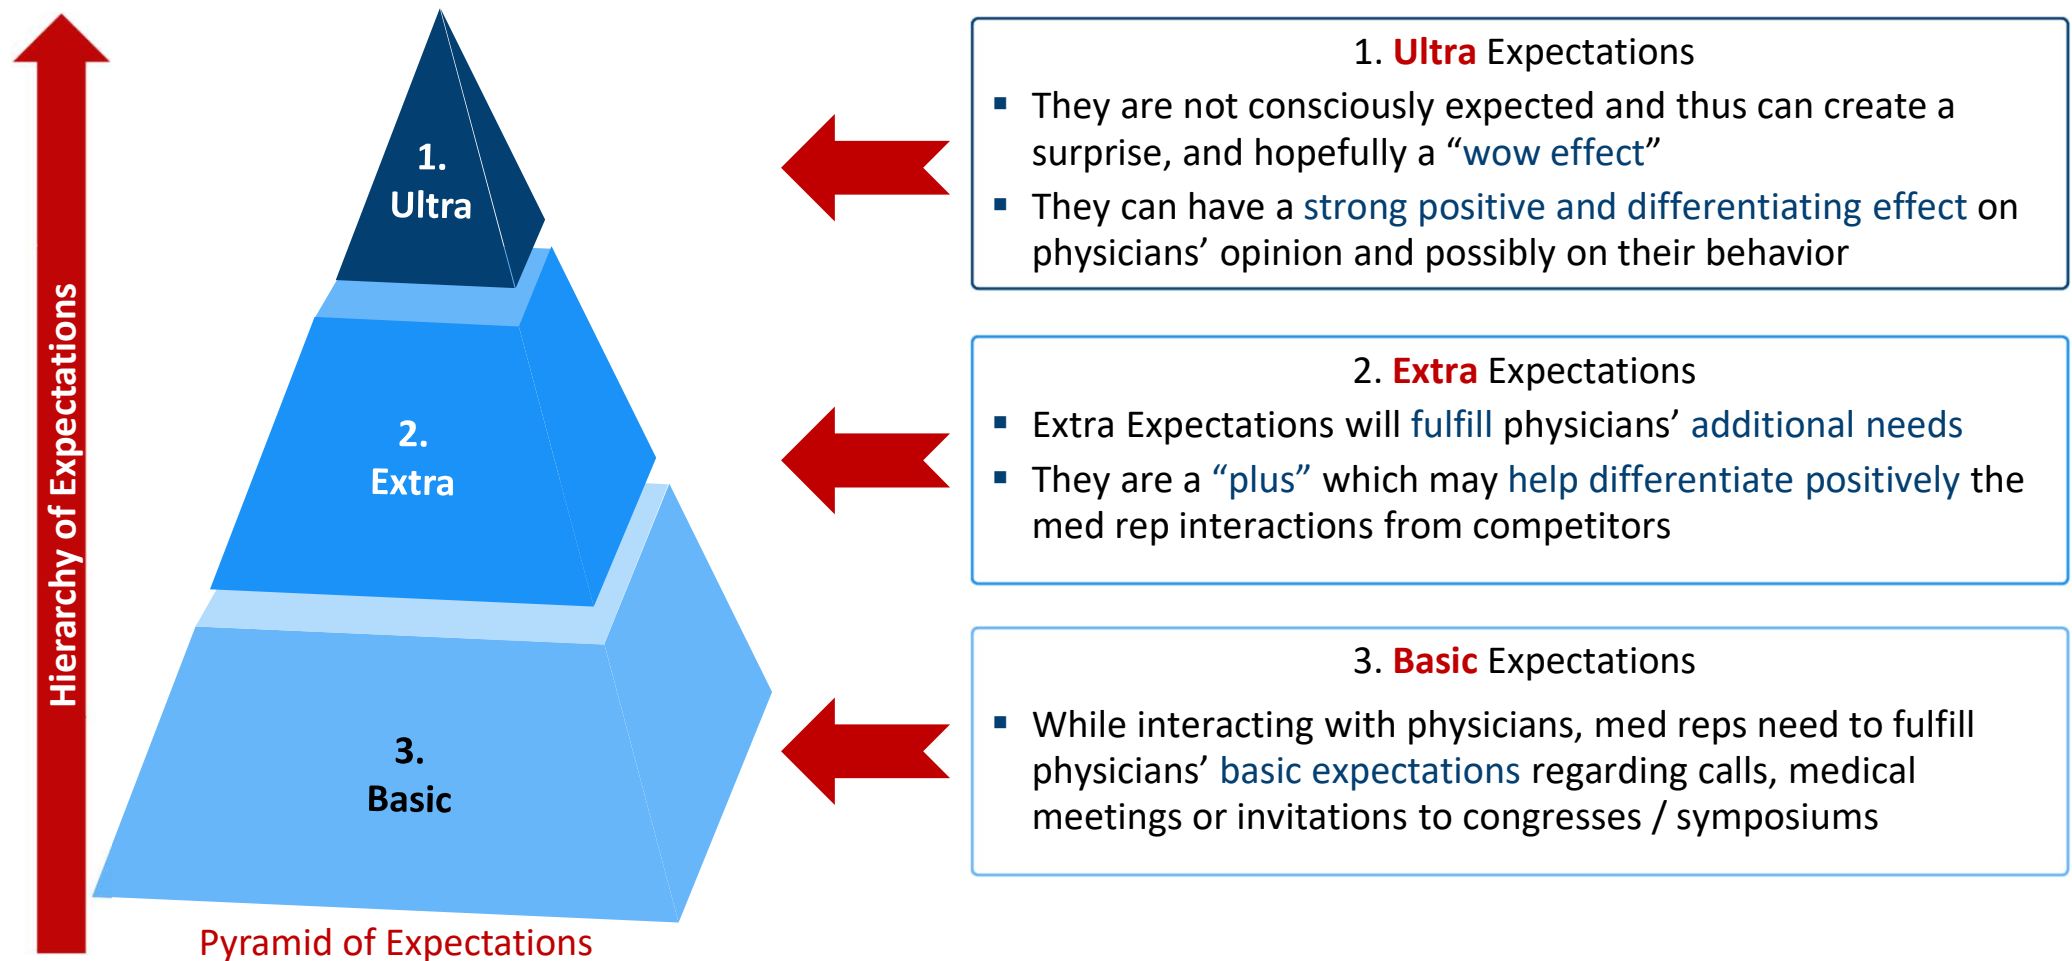 Hierarchy of Expectations
1.
Ultra
2.
Extra
3.
Basic
Pyramid of Expectations
1. Ultra Expectations
▪ They are not consciously expected and thus can create a
surprise, and hopefully a “wow effect”
▪ They can have a strong positive and differentiating effect on
physicians’ opinion and possibly on their behavior
2. Extra Expectations
▪ Extra Expectations will fulfill physicians’ additional needs
▪ They are a “plus” which may help differentiate positively the
med rep interactions from competitors
3. Basic Expectations
▪ While interacting with physicians, med reps need to fulfill
physicians’ basic expectations regarding calls, medical
meetings or invitations to congresses / symposiums